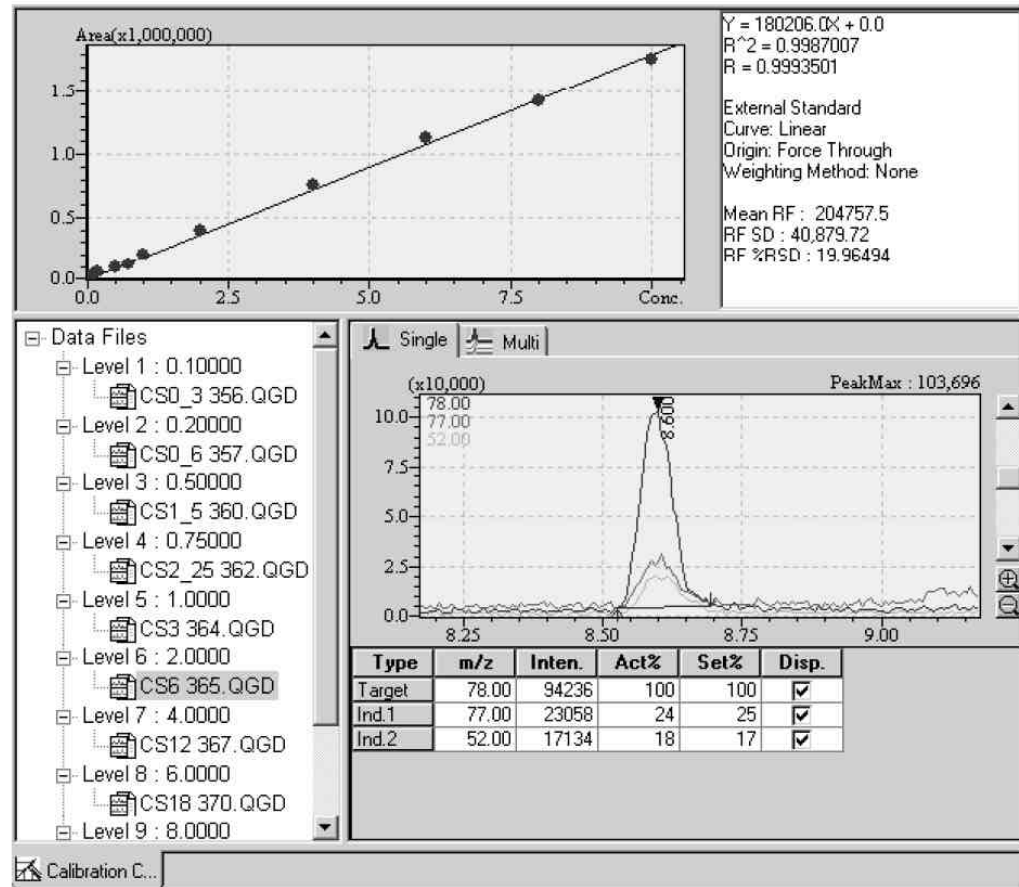 Area(x1,000,000)
1.5
1.0
0.5
0.0
0.0 2.5 5.0 7.5 Conc.
Y = 180206.0X + 0.0
R^2 = 0.9987007
R = 0.9993501
External Standard
Curve: Linear
Origin: Force Through
Weighting Method: None
Mean RF : 204757.5
RF SD : 40,879.72
RF %RSD : 19.96494
Data Files
Level 1 : 0.10000
CS0_3 356.QGD
Level 2 : 0.20000
CS0_6 357.QGD
Level 3 : 0.50000
CS1_5 360.QGD
Level 4 : 0.75000
CS2_25 362.QGD
Level 5 : 1.0000
CS3 364.QGD
Level 6 : 2.0000
CS6 365.QGD
Level 7 : 4.0000
CS12 367.QGD
Level 8 : 6.0000
CS18 370.QGD
Level 9 : 8.0000
Single Multi
(x10,000) PeakMax : 103,696
78.00
77.00
52.00
8.600
10.0
7.5
5.0
2.5
0.0
8.25 8.50 8.75 9.00
Type m/z Inten. Act% Set% Disp.
Target 78.00 94236 100 100
Ind.1 77.00 23058 24 25
Ind.2 52.00 17134 18 17
Calibration C...